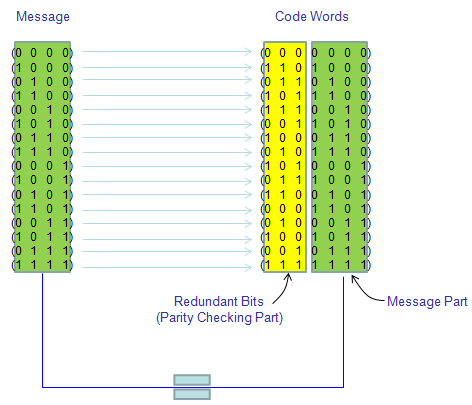 Message Code Words
(0 0 0 0) (0 0 0 0 0 0 0)
(1 0 0 0) (1 1 0 1 0 0 0)
(0 1 0 0) (0 1 1 0 1 0 0)
(1 1 0 0) (1 0 1 1 1 0 0)
(0 0 1 0) (1 1 1 0 0 1 0)
(1 0 1 0) (0 0 1 1 0 1 0)
(0 1 1 0) (1 0 0 0 1 1 0)
(1 1 1 0) (0 1 0 1 1 1 0)
(0 0 0 1) (1 0 1 0 0 0 1)
(1 0 0 1) (0 1 1 1 0 0 1)
(0 1 0 1) (1 1 0 0 1 0 1)
(1 1 0 1) (0 0 0 1 1 0 1)
(0 0 1 1) (0 1 0 0 0 1 1)
(1 0 1 1) (1 0 0 1 0 1 1)
(0 1 1 1) (0 0 1 0 1 1 1)
(1 1 1 1) (1 1 1 1 1 1 1)
Redundant Bits
(Parity Checking Part)
Message Part